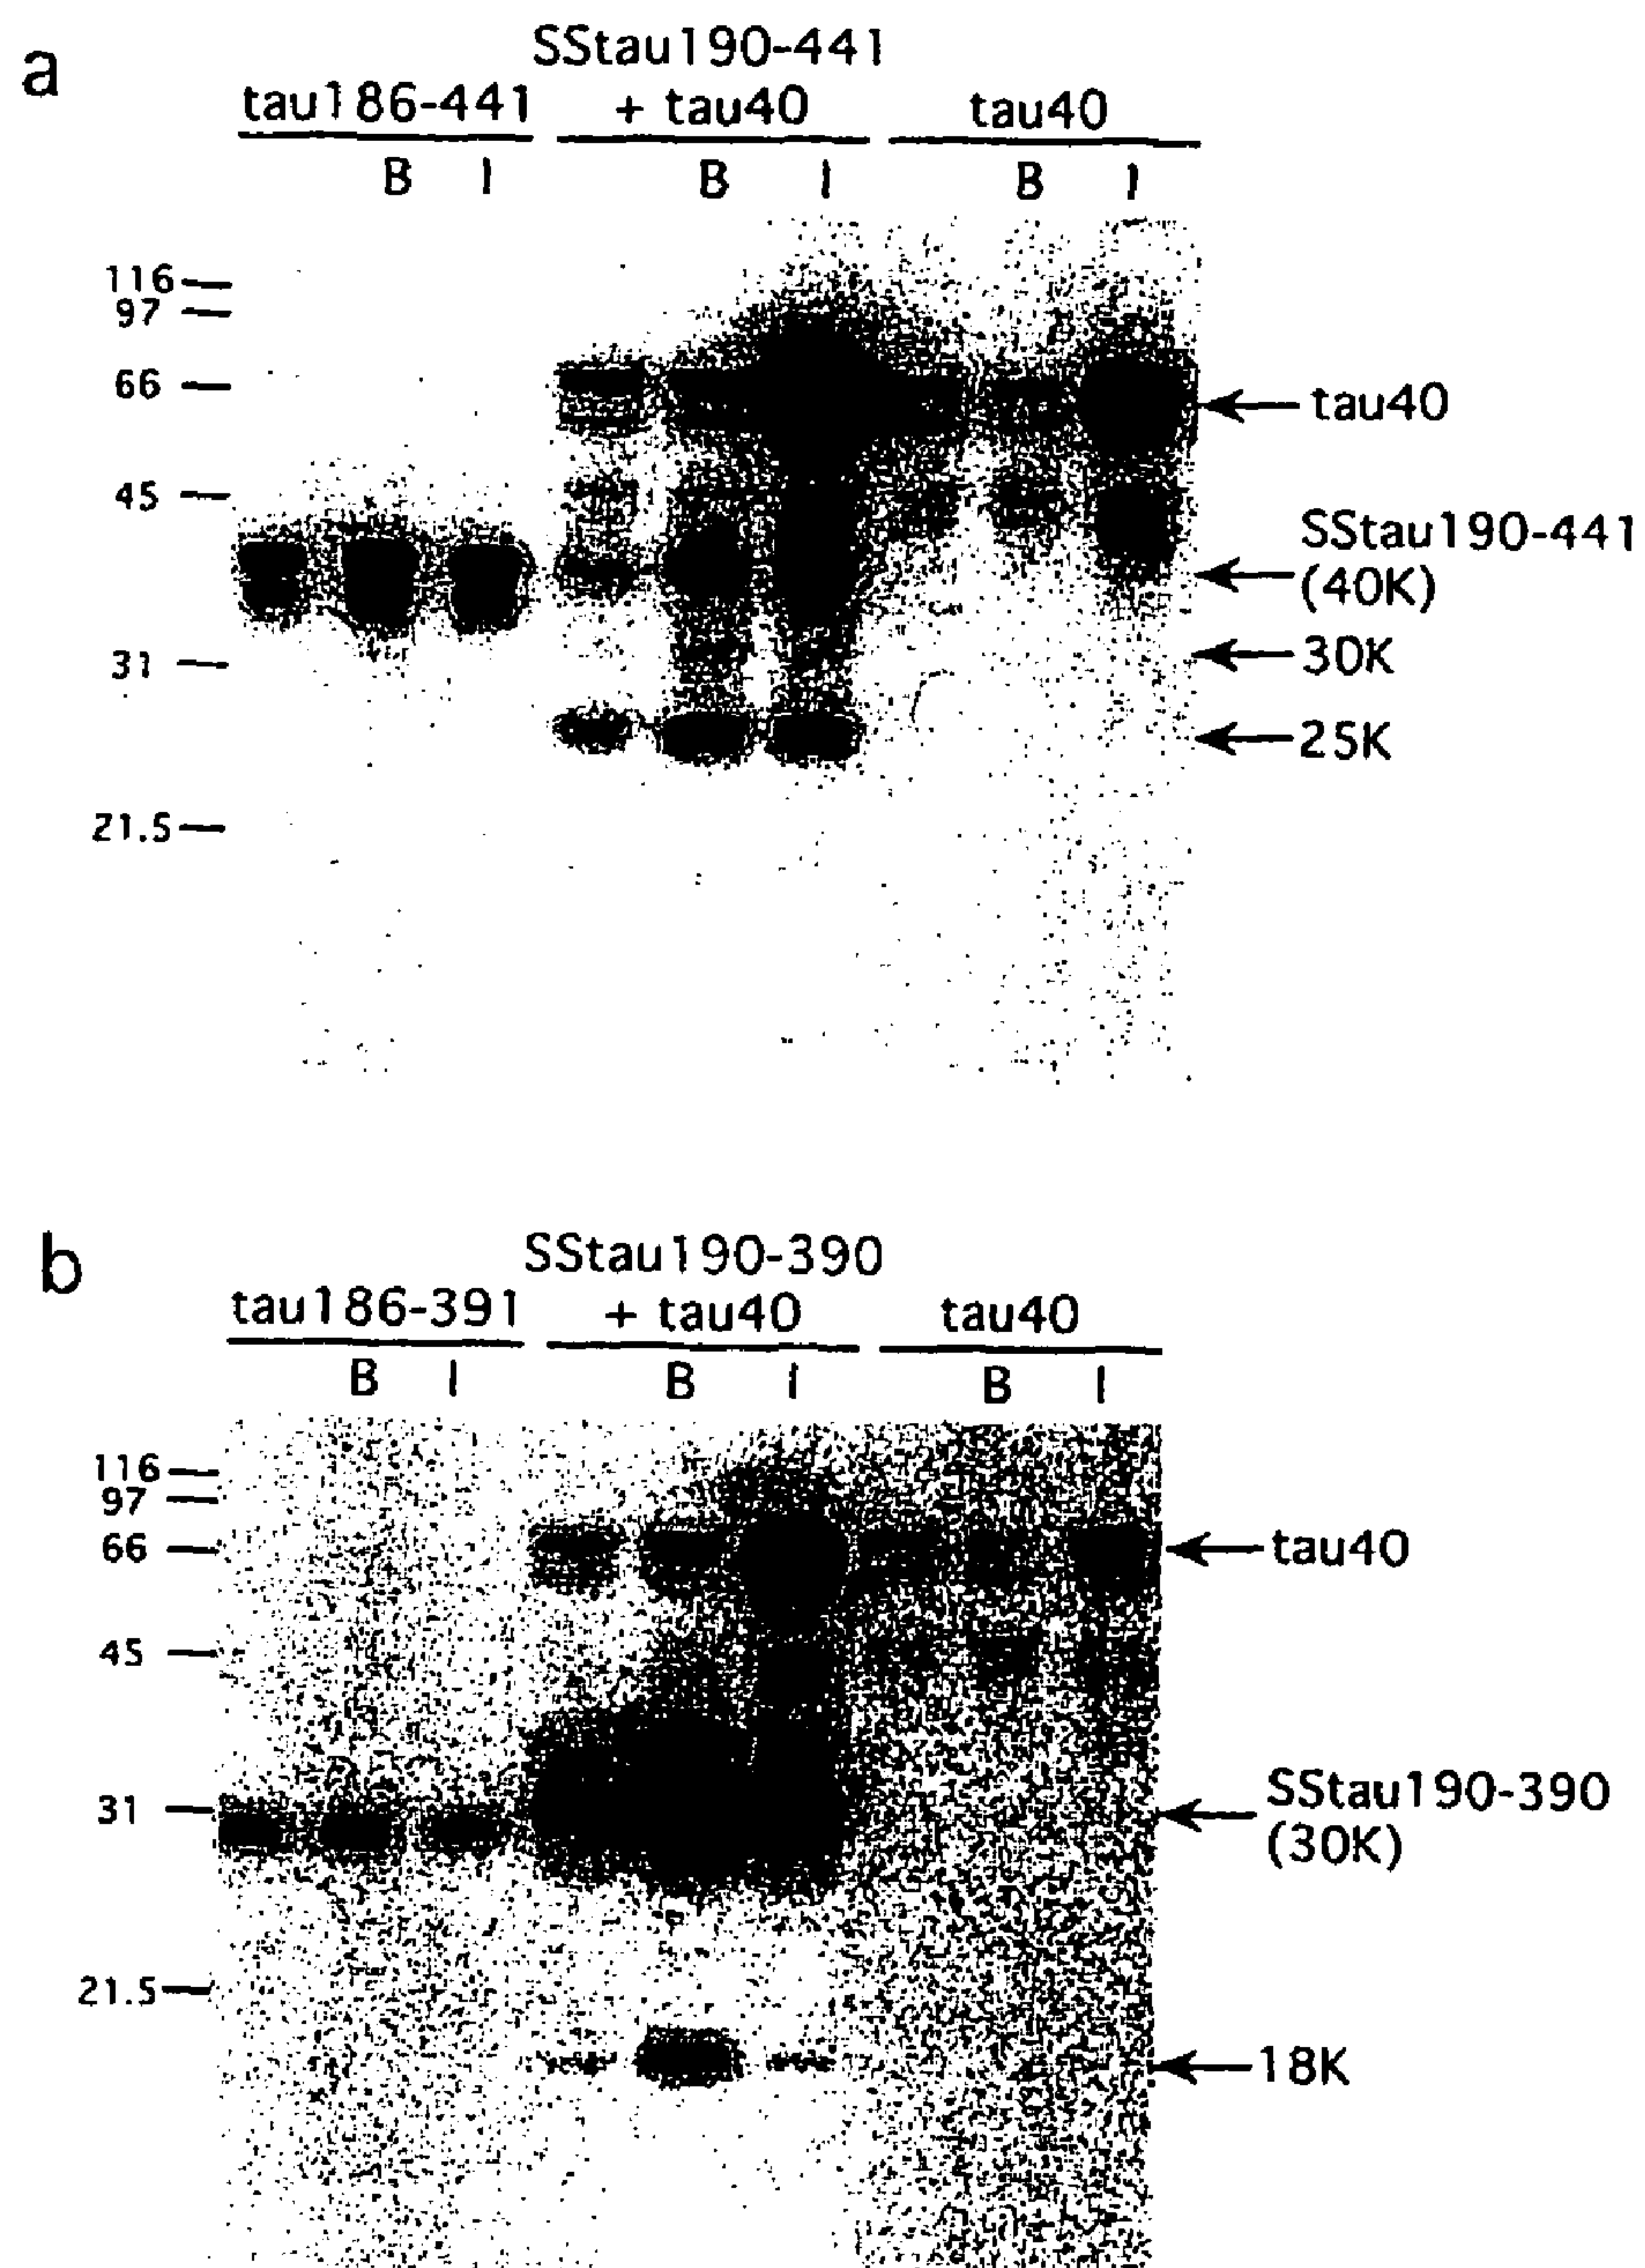 a
SStau190-441
tau186-441 + tau40 tau40
B I B I B I
116
97
66
45
31
21.5
tau40
SStau190-441
(40K)
30K
25K
b
SStau190-390
tau186-391 + tau40 tau40
B I B I B I
116
97
66
45
31
21.5
tau40
SStau190-390
(30K)
18K